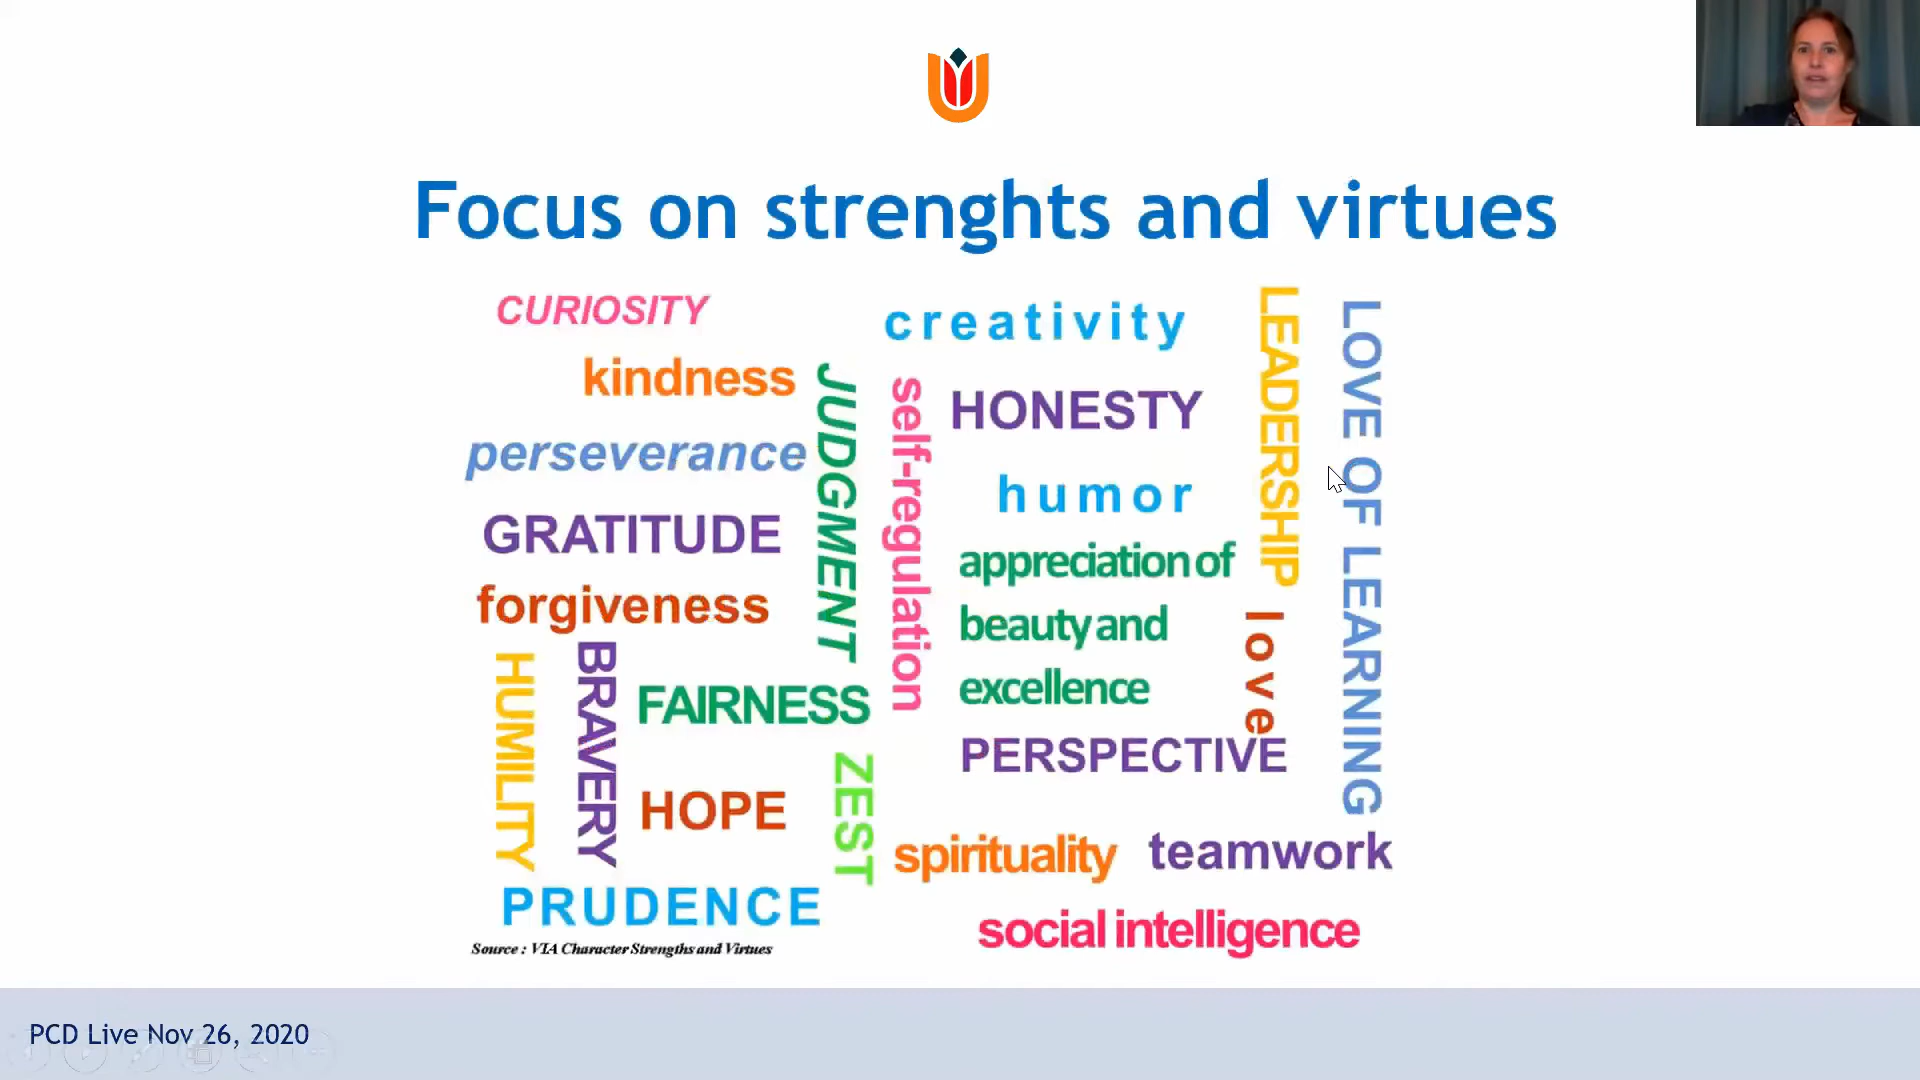 Focus on strenghts and virtues
CURIOSITY
kindness
perseverance
GRATITUDE
forgiveness
JUDGMENT
self-regulation
creativity
HONESTY
humor
appreciation of
beauty and
excellence
LEADERSHIP
love
LOVE OF LEARNING
HUMILITY
BRAVERY
FAIRNESS
HOPE
ZEST
PERSPECTIVE
spirituality
teamwork
PRUDENCE
social intelligence
Source : VIA Character Strengths and Virtues
PCD Live Nov 26, 2020